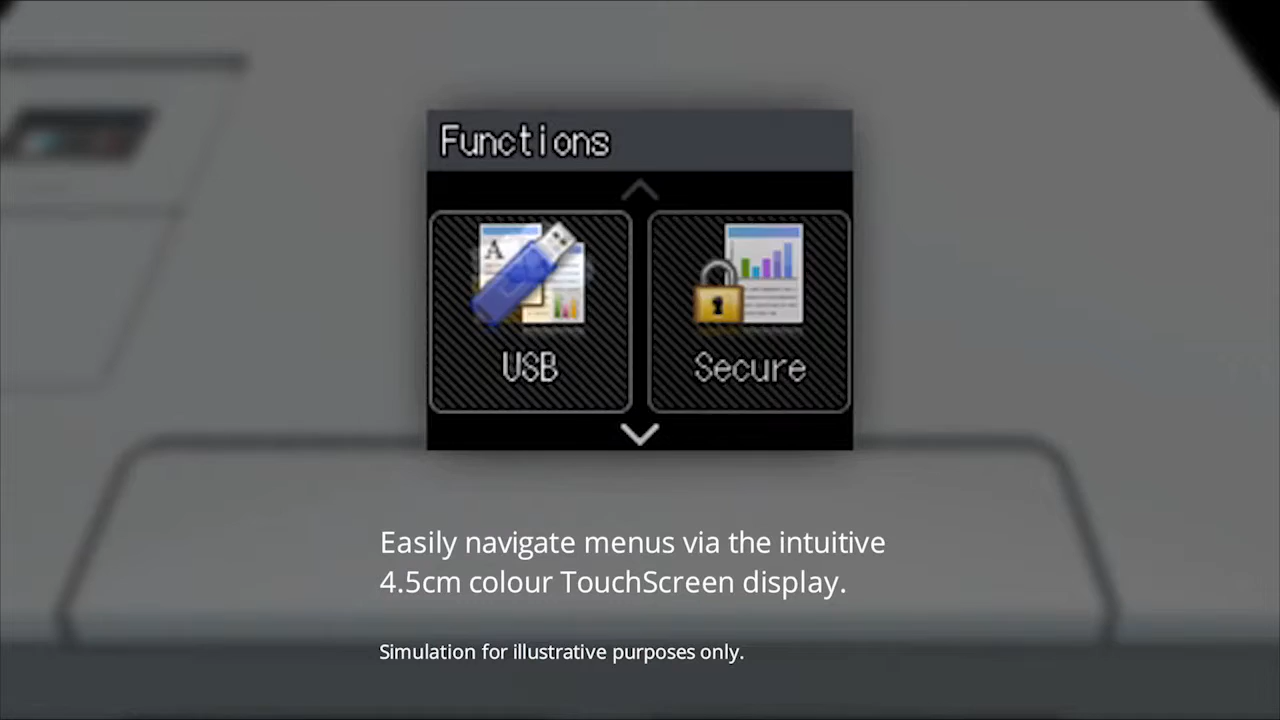 Functions
USB
Secure
Easily navigate menus via the intuitive
4.5cm colour TouchScreen display.
Simulation for illustrative purposes only.